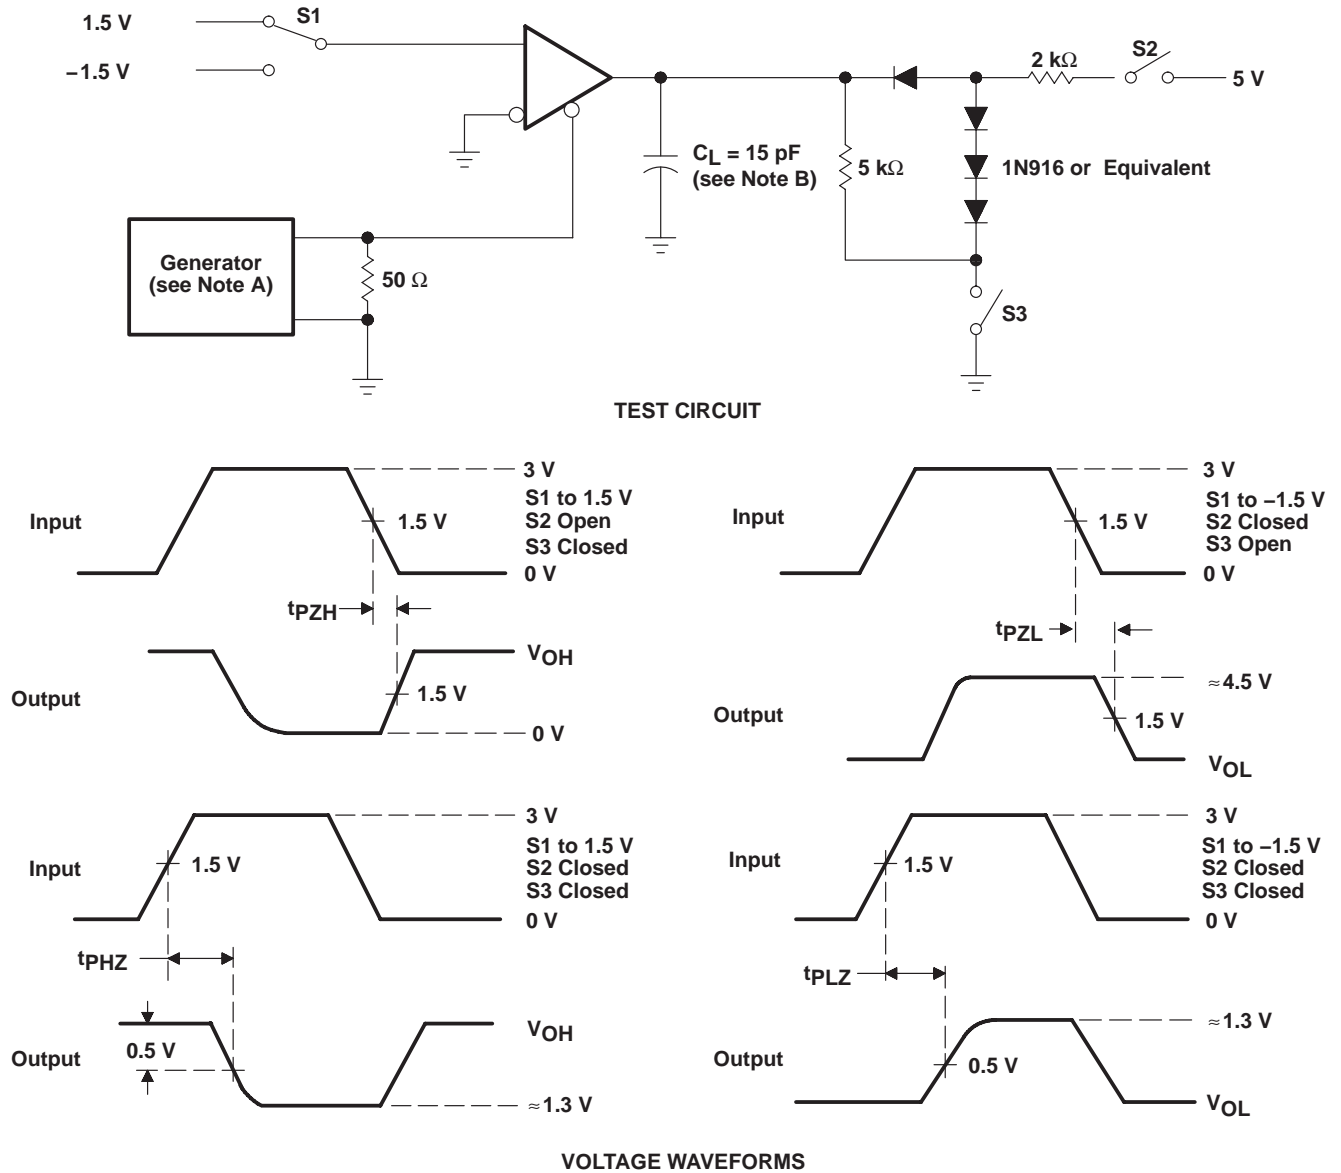 1.5 V
S1
–1.5 V
2 kΩ
S2
5 V
CL = 15 pF
(see Note B)
5 kΩ
1N916 or Equivalent
Generator
(see Note A)
50 Ω
S3
TEST CIRCUIT
Input
1.5 V
3 V
S1 to 1.5 V
S2 Open
S3 Closed
0 V
tPZH
Output
VOH
1.5 V
0 V
Input
1.5 V
3 V
S1 to –1.5 V
S2 Closed
S3 Open
0 V
tPZL
Output
≈4.5 V
1.5 V
VOL
Input
1.5 V
3 V
S1 to 1.5 V
S2 Closed
S3 Closed
0 V
tPHZ
Output
0.5 V
VOH
≈1.3 V
Input
1.5 V
3 V
S1 to –1.5 V
S2 Closed
S3 Closed
0 V
tPLZ
Output
≈1.3 V
0.5 V
VOL
VOLTAGE WAVEFORMS